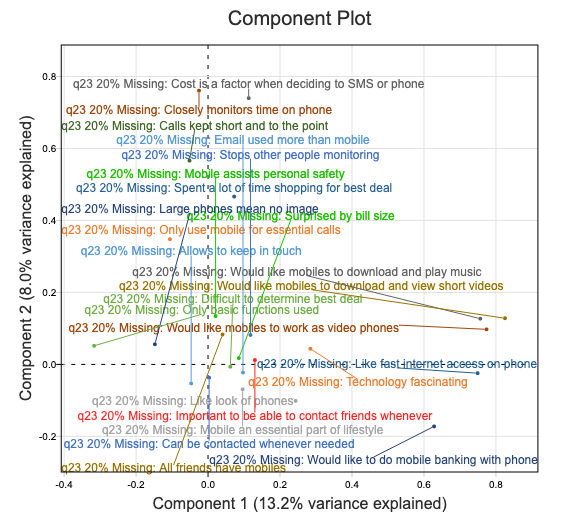 Component Plot
Component 2 (8.0% variance explained)
0.8
0.6
0.4
0.2
0.0
-0.2
q23 20% Missing: Cost is a factor when deciding to SMS or phone
q23 20% Missing: Closely monitors time on phone
q23 20% Missing: Calls kept short and to the point
q23 20% Missing: Email used more than mobile
q23 20% Missing: Stops other people monitoring
q23 20% Missing: Mobile assists personal safety
q23 20% Missing: Spent a lot of time shopping for best deal
q23 20% Missing: Large phones mean no image
q23 20% Missing: Surprised by bill size
q23 20% Missing: Only use mobile for essential calls
q23 20% Missing: Allows to keep in touch
q23 20% Missing: Would like mobiles to download and play music
q23 20% Missing: Would like mobiles to download and view short videos
q23 20% Missing: Difficult to determine best deal
q23 20% Missing: Only basic functions used
q23 20% Missing: Would like mobiles to work as video phones
q23 20% Missing: Like fast internet access on phone
q23 20% Missing: Technology fascinating
q23 20% Missing: Like look of phones
q23 20% Missing: Important to be able to contact friends whenever
q23 20% Missing: Mobile an essential part of lifestyle
q23 20% Missing: Can be contacted whenever needed
q23 20% Missing: Would like to do mobile banking with phone
q23 20% Missing: All friends have mobiles
-0.4 -0.2 0.0 0.2 0.4 0.6 0.8
Component 1 (13.2% variance explained)